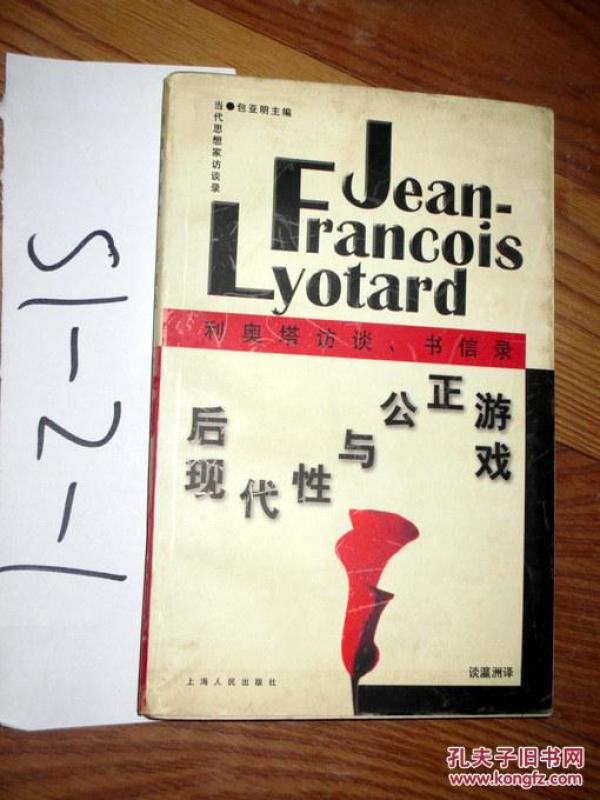 S1-2-1
当代思想家访谈录
●包亚明主编
Jean-
Francois
Lyotard
利奥塔访谈、书信录
后现代性与公正游戏
谈瀛洲译
上海人民出版社
孔夫子旧书网
www.kongfz.com